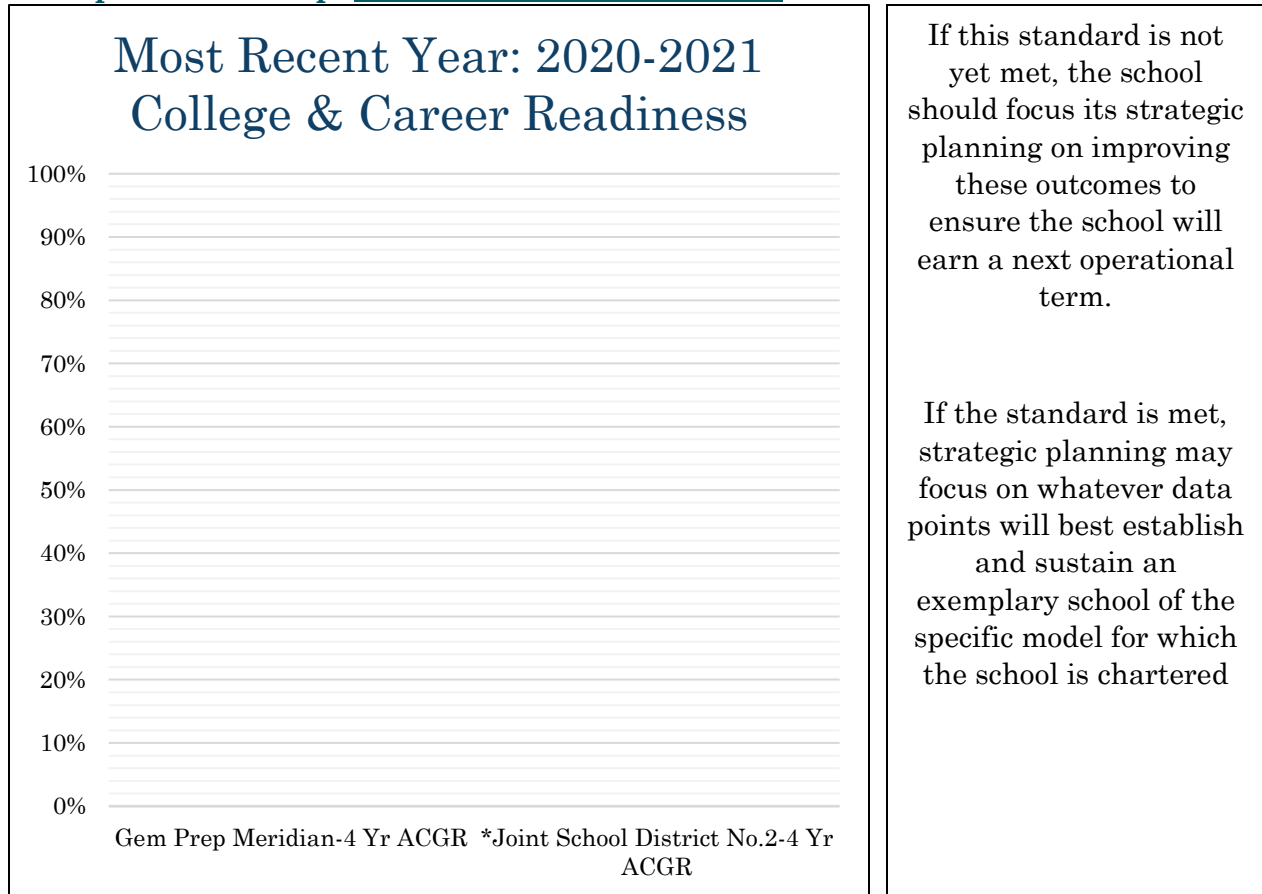 Most Recent Year: 2020-2021
College & Career Readiness
100%
90%
80%
70%
60%
50%
40%
30%
20%
10%
0%
Gem Prep Meridian-4 Yr ACGR
*Joint School District No.2-4 Yr
ACGR
If this standard is not
yet met, the school
should focus its strategic
planning on improving
these outcomes to
ensure the school will
earn a next operational
term.
If the standard is met,
strategic planning may
focus on whatever data
points will best establish
and sustain an
exemplary school of the
specific model for which
the school is chartered